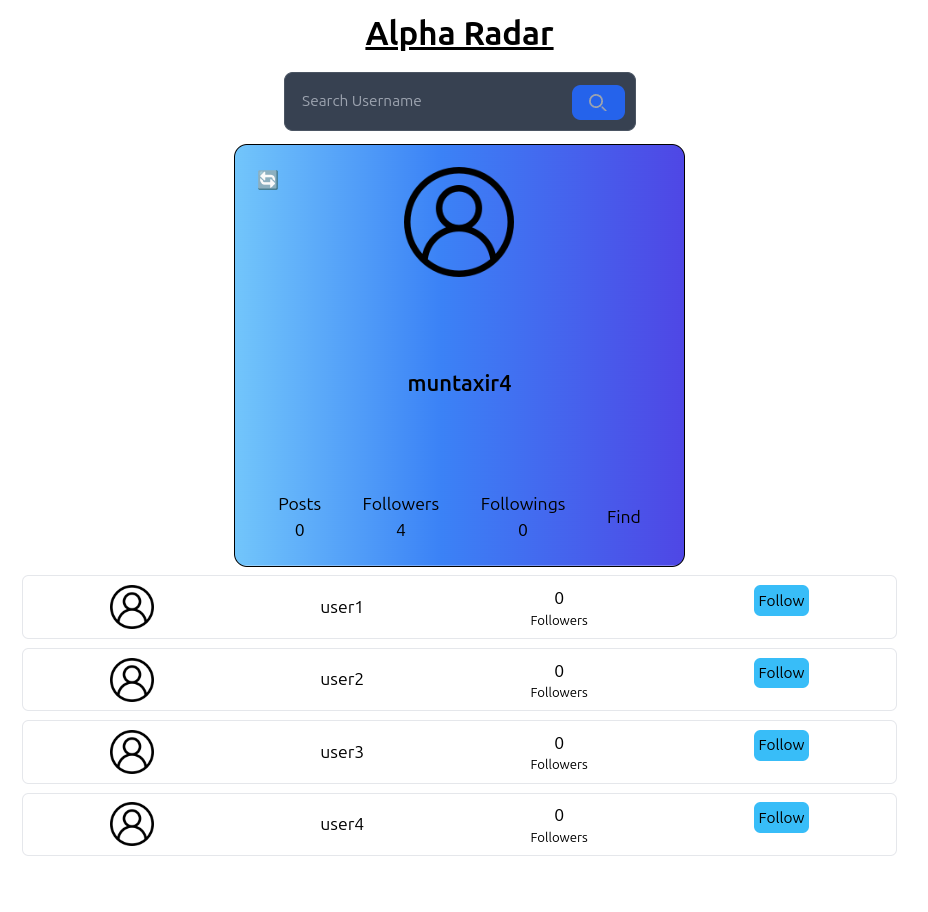 Alpha Radar
Search Username
muntaxir4
Posts Followers Followings Find
0 4 0
user1 0 Followers Follow
user2 0 Followers Follow
user3 0 Followers Follow
user4 0 Followers Follow